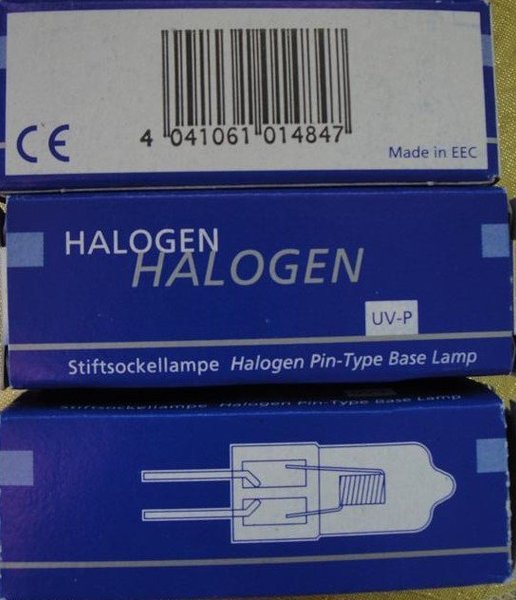 CE
4 041061 014847
Made in EEC
HALOGEN
HALOGEN
UV-P
Stiftsockellampe Halogen Pin-Type Base Lamp
Stiftsockellampe Halogen Pin-Type Base Lamp